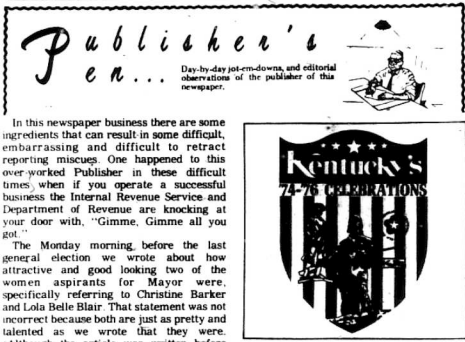 Publisher's
Pen...
Day-by-day jot-em-downs, and editorial
observations of the publisher of this
newspaper.
In this newspaper business there are some
ingredients that can result in some difficult,
embarrassing and difficult to retract
reporting miscues. One happened to this
over-worked Publisher in these difficult
times, when if you operate a successful
business the Internal Revenue Service and
Department of Revenue are knocking at
your door with, "Gimme, Gimme all you
got."
The Monday morning, before the last
general election we wrote about how
attractive and good looking two of the
women aspirants for Mayor were,
specifically referring to Christine Barker
and Lola Belle Blair. That statement was not
incorrect because both are just as pretty and
talented as we wrote that they were.
Although the article was written before
Kentucky's
74-76 CELEBRATIONS